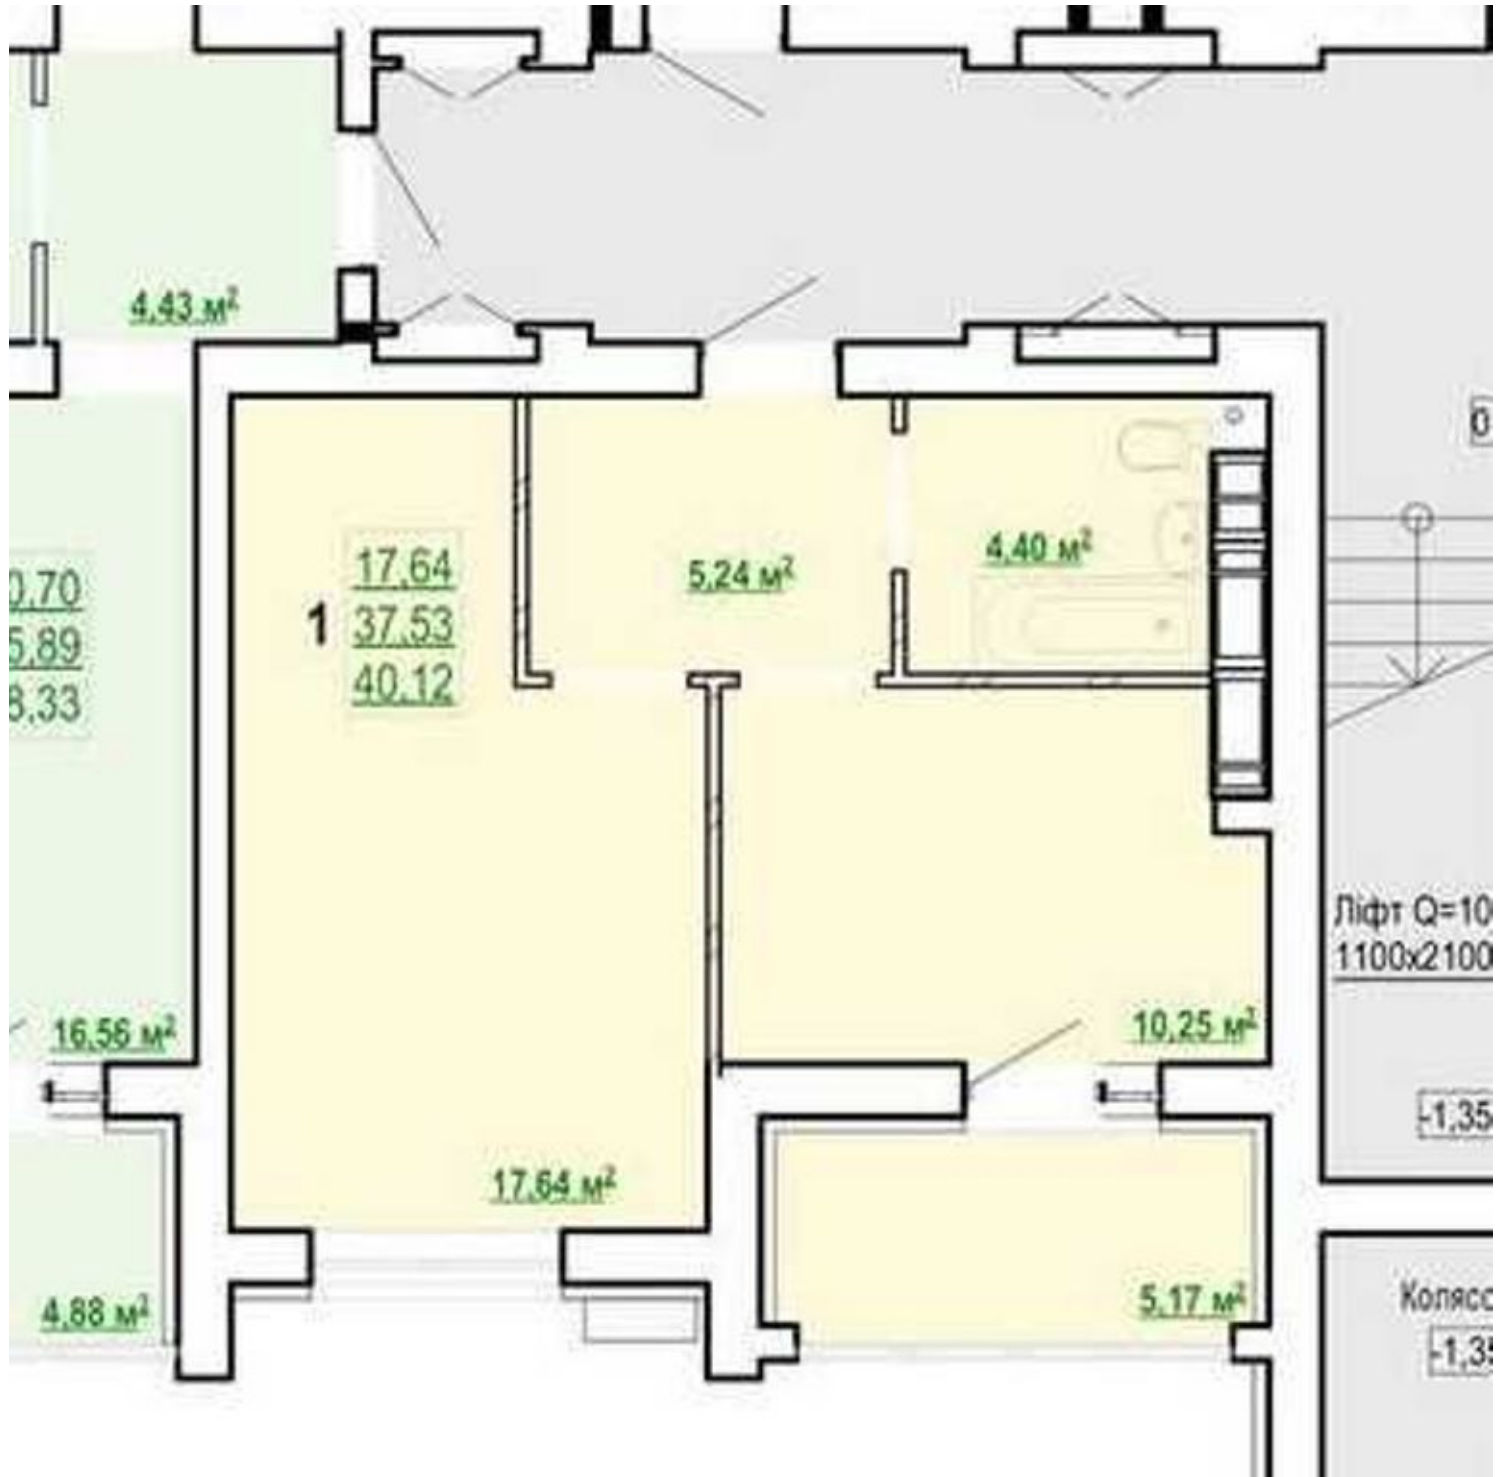 4,43 м²
0
17,64
1 37,53
40,12
5,24 м²
4,40 м²
0,70
5,89
8,33
Ліфт Q=10
1100х2100
16,56 м²
10,25 м²
-1,35
17,64 м²
4,88 м²
5,17 м²
Коляс
-1,35